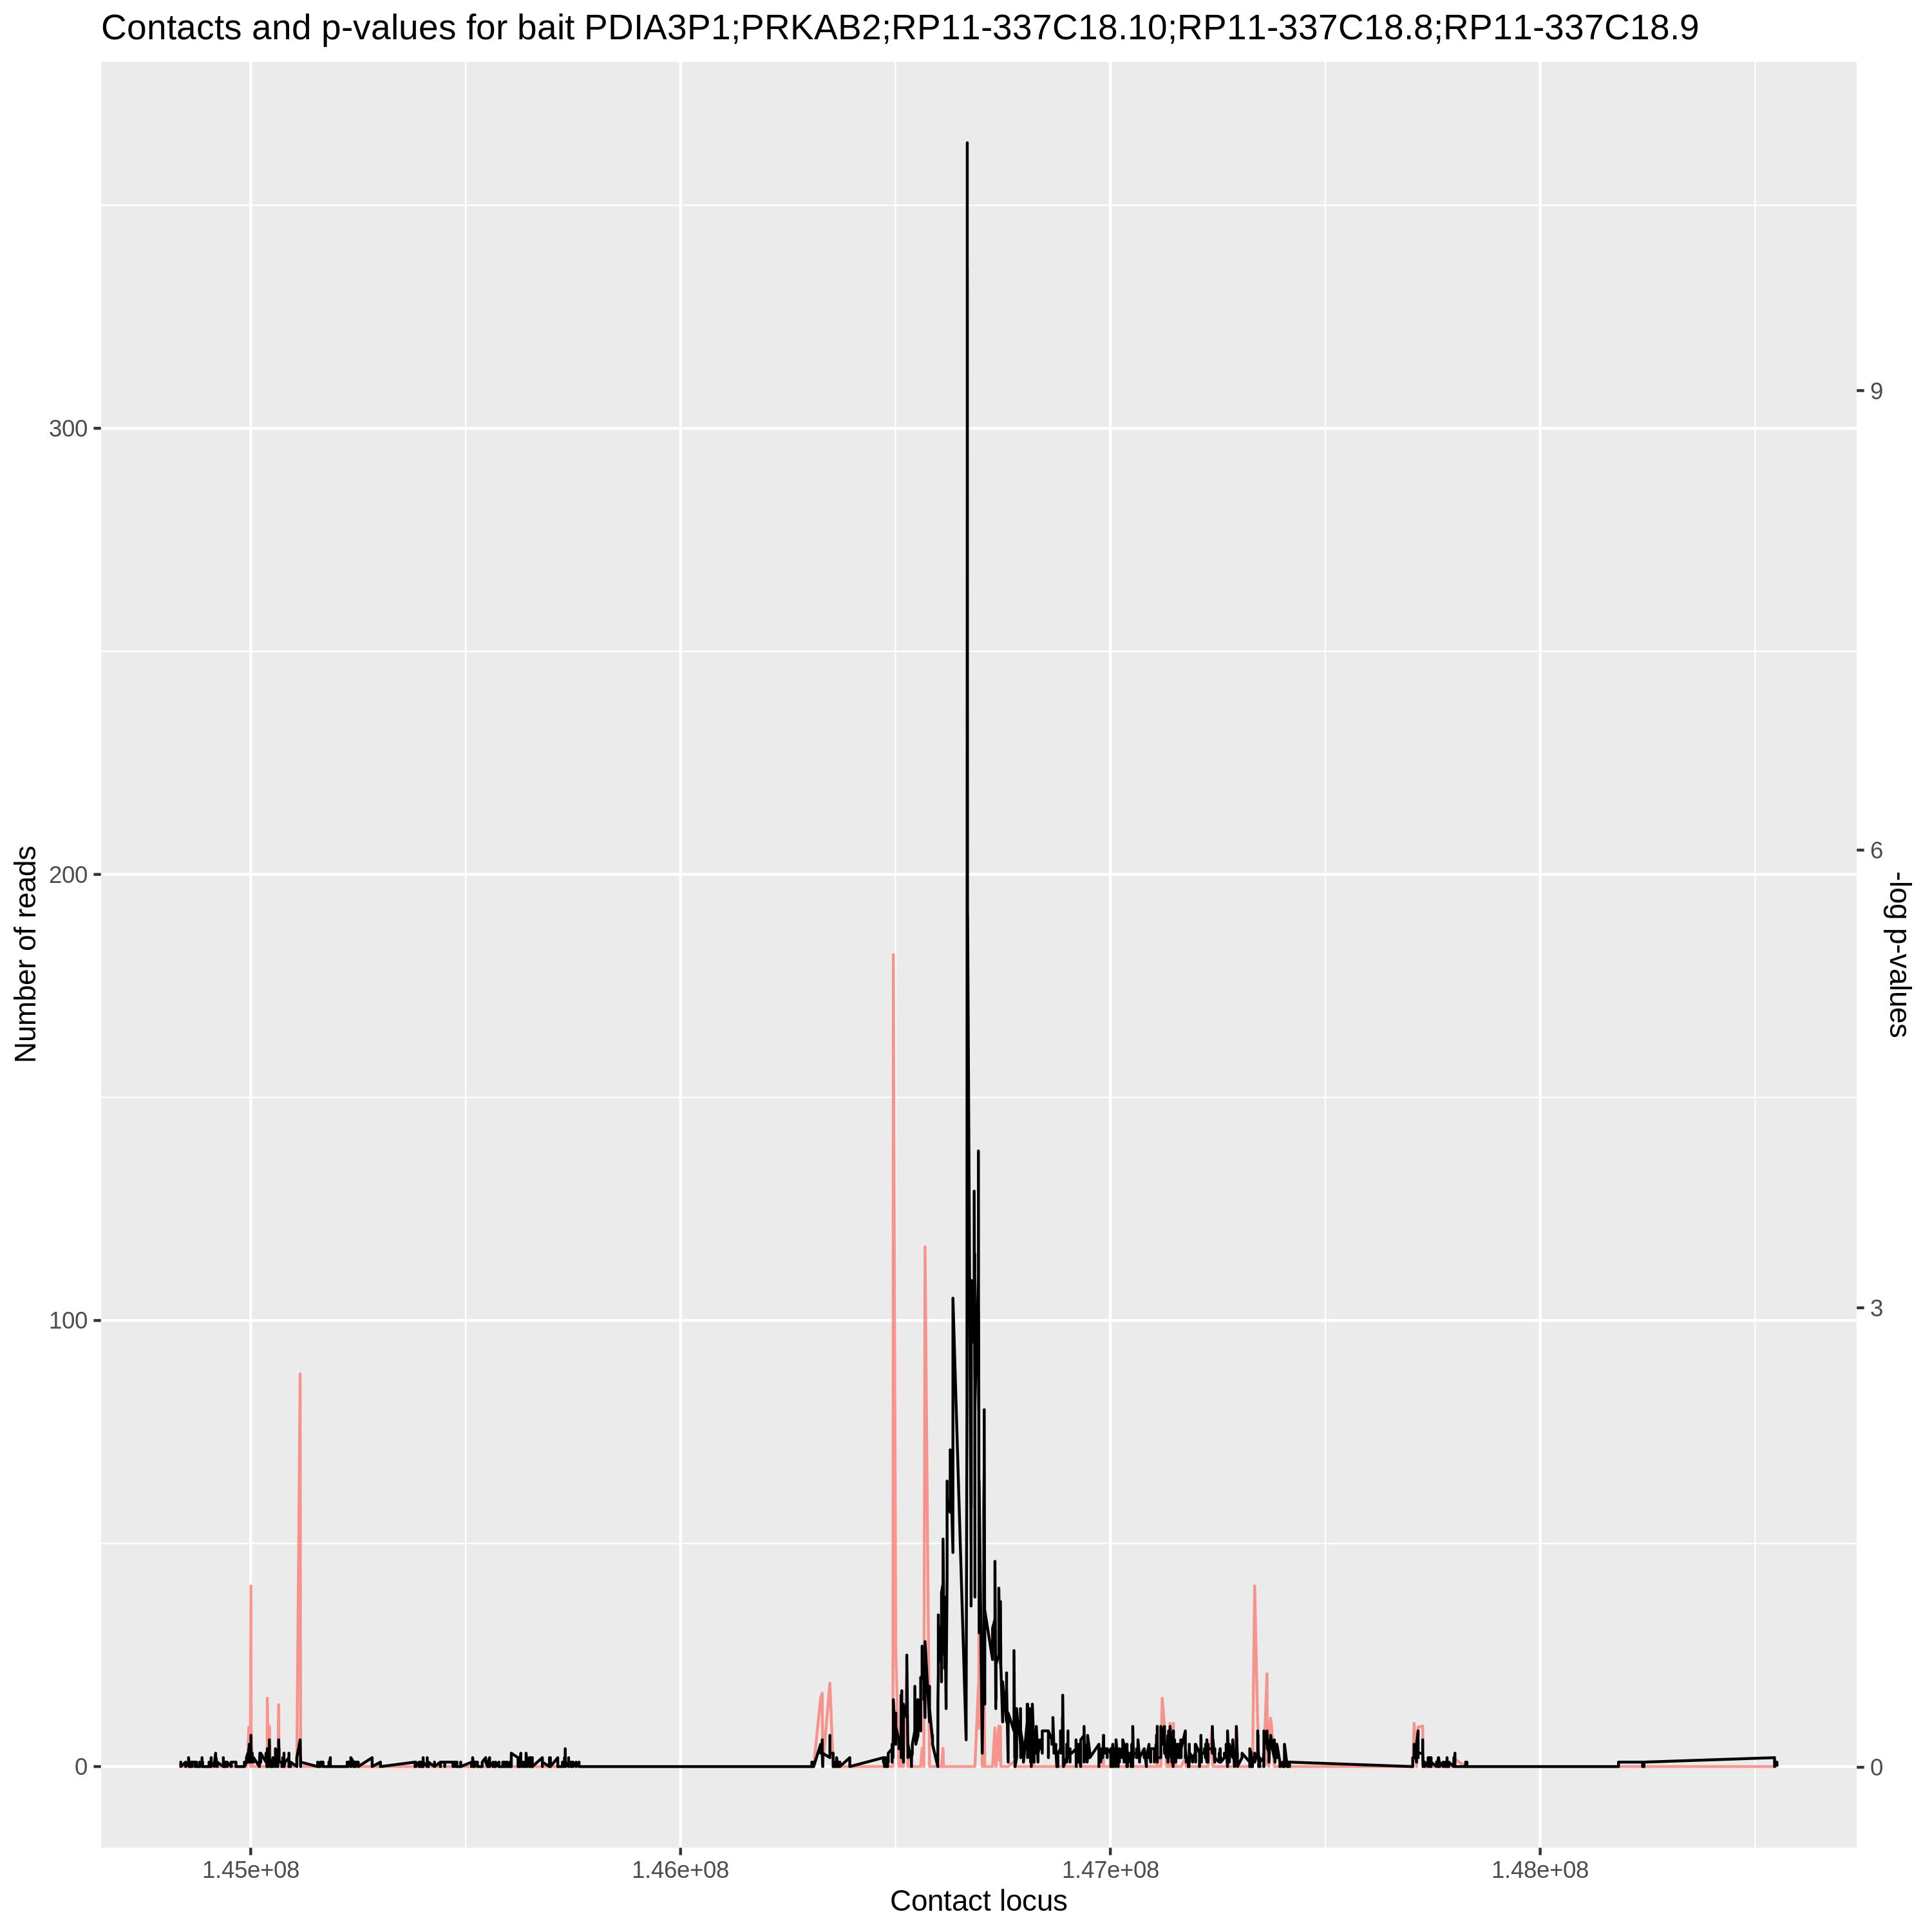 Contacts and p-values for bait PDIA3P1;PRKAB2;RP11-337C18.10;RP11-337C18.8;RP11-337C18.9
300
200
100
0
Number of reads
9
6
3
0
-log p-values
1.45e+08
1.46e+08
1.47e+08
1.48e+08
Contact locus